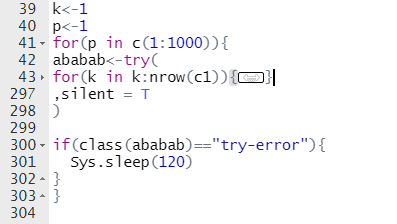 39 k<-1
40 p<-1
41 for(p in c(1:1000)){
42 ababab<-try(
43 for(k in k:nrow(c1)){}
297 ,silent = T
298 )
299
300 if(class(ababab)=="try-error"){
301 Sys.sleep(120)
302 }
303 }
304